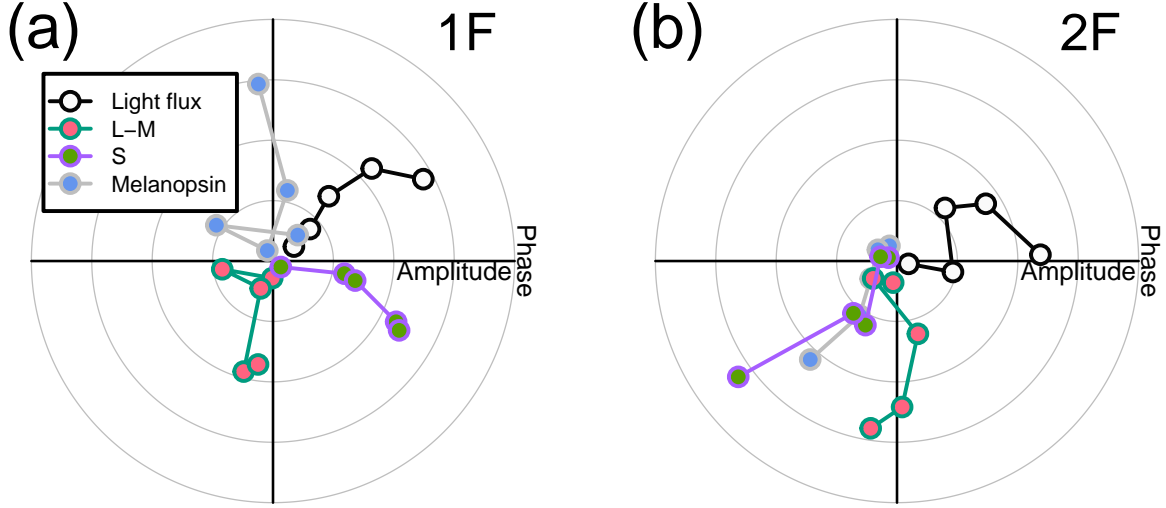 (a)
1F
Light flux
L−M
S
Melanopsin
Amplitude
Phase
(b)
2F
Amplitude
Phase